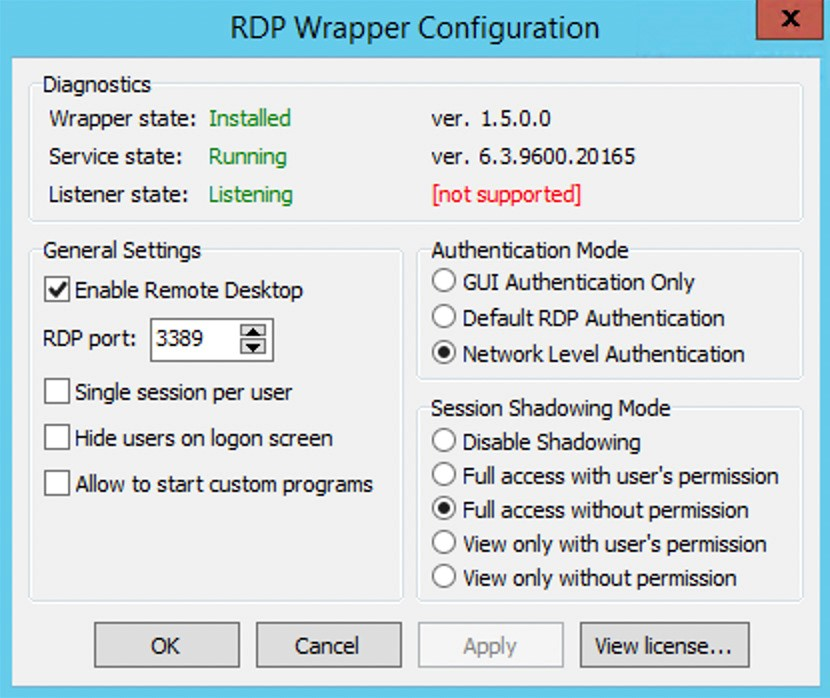 RDP Wrapper Configuration
X
Diagnostics
Wrapper state: Installed ver. 1.5.0.0
Service state: Running ver. 6.3.9600.20165
Listener state: Listening [not supported]
General Settings
Enable Remote Desktop
RDP port: 3389
Single session per user
Hide users on logon screen
Allow to start custom programs
Authentication Mode
GUI Authentication Only
Default RDP Authentication
Network Level Authentication
Session Shadowing Mode
Disable Shadowing
Full access with user's permission
Full access without permission
View only with user's permission
View only without permission
OK Cancel Apply View license...